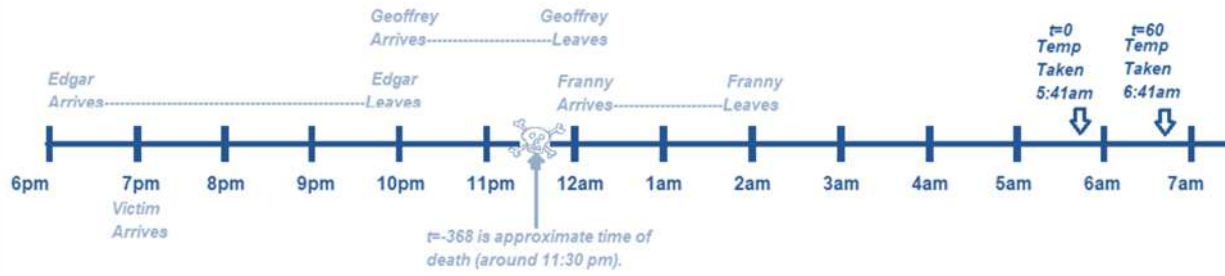 Geoffrey Geoffrey
Arrives Leaves
t=0 t=60
Temp Temp
Taken Taken
5:41am 6:41am
Edgar Edgar Franny Franny
Arrives Leaves Arrives Leaves
6pm 7pm 8pm 9pm 10pm 11pm 12am 1am 2am 3am 4am 5am 6am 7am
Victim
Arrives
t=-368 is approximate time of
death (around 11:30 pm).